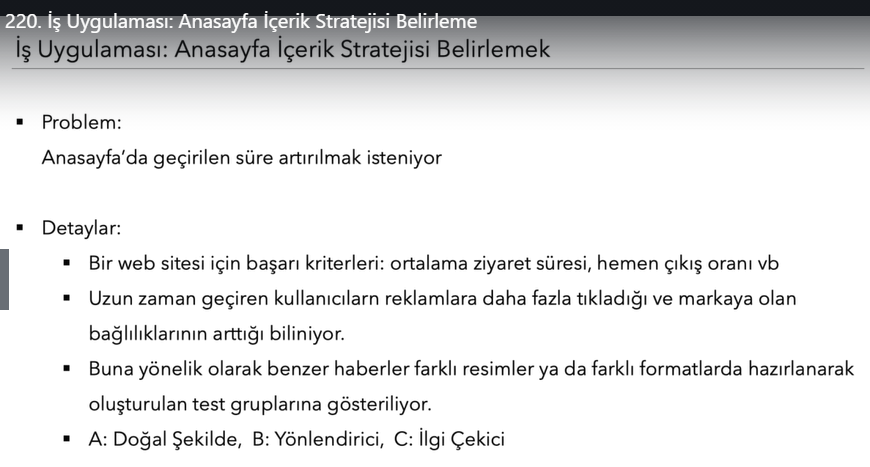 220. İş Uygulaması: Anasayfa İçerik Stratejisi Belirleme
İş Uygulaması: Anasayfa İçerik Stratejisi Belirlemek
▪ Problem:
Anasayfa’da geçirilen süre artırılmak isteniyor
▪ Detaylar:
▪ Bir web sitesi için başarı kriterleri: ortalama ziyaret süresi, hemen çıkış oranı vb
▪ Uzun zaman geçiren kullanıcılarn reklamlara daha fazla tıkladığı ve markaya olan
bağlılıklarının arttığı biliniyor.
▪ Buna yönelik olarak benzer haberler farklı resimler ya da farklı formatlarda hazırlanarak
oluşturulan test gruplarına gösteriliyor.
▪ A: Doğal Şekilde, B: Yönlendirici, C: İlgi Çekici